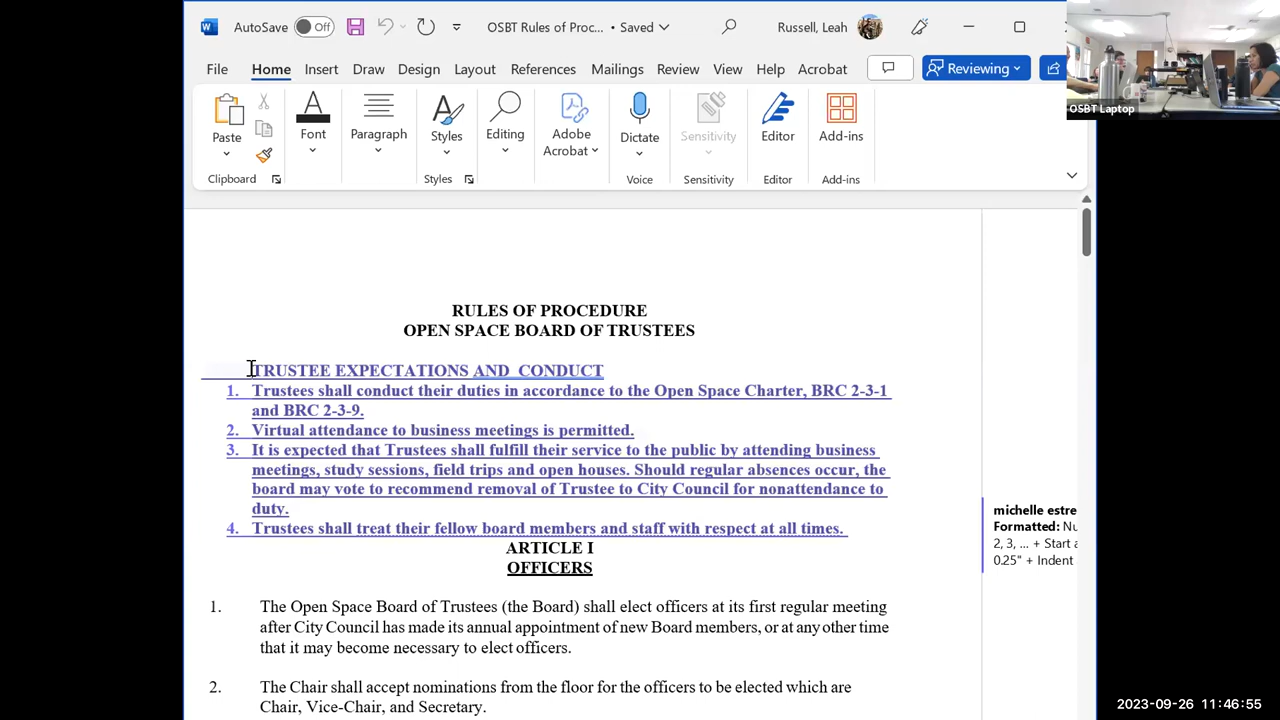 AutoSave Off OSBT Rules of Proc... • Saved Russell, Leah
File Home Insert Draw Design Layout References Mailings Review View Help Acrobat Reviewing
OSBT Laptop
Paste Font Paragraph Styles Editing Adobe Acrobat Dictate Sensitivity Editor Add-ins
Clipboard Styles Voice Sensitivity Editor Add-ins
RULES OF PROCEDURE
OPEN SPACE BOARD OF TRUSTEES
TRUSTEE EXPECTATIONS AND CONDUCT
1. Trustees shall conduct their duties in accordance to the Open Space Charter, BRC 2-3-1
and BRC 2-3-9.
2. Virtual attendance to business meetings is permitted.
3. It is expected that Trustees shall fulfill their service to the public by attending business
meetings, study sessions, field trips and open houses. Should regular absences occur, the
board may vote to recommend removal of Trustee to City Council for nonattendance to
duty.
4. Trustees shall treat their fellow board members and staff with respect at all times.
michelle estre
Formatted: Nu
2, 3, ... + Start a
0.25" + Indent
ARTICLE I
OFFICERS
1. The Open Space Board of Trustees (the Board) shall elect officers at its first regular meeting
after City Council has made its annual appointment of new Board members, or at any other time
that it may become necessary to elect officers.
2. The Chair shall accept nominations from the floor for the officers to be elected which are
Chair, Vice-Chair, and Secretary.
2023-09-26 11:46:55